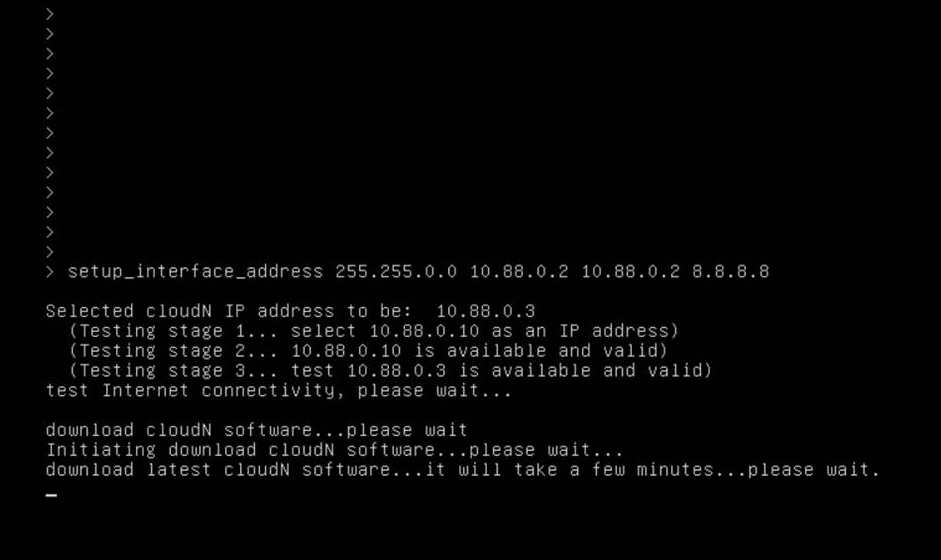 >
>
>
>
>
>
>
>
>
>
>
>
>
> setup_interface_address 255.255.0.0 10.88.0.2 10.88.0.2 8.8.8.8
Selected cloudN IP address to be:  10.88.0.3
(Testing stage 1... select 10.88.0.10 as an IP address)
(Testing stage 2... 10.88.0.10 is available and valid)
(Testing stage 3... test 10.88.0.3 is available and valid)
test Internet connectivity, please wait...
download cloudN software...please wait
Initiating download cloudN software...please wait...
download latest cloudN software...it will take a few minutes...please wait.
_